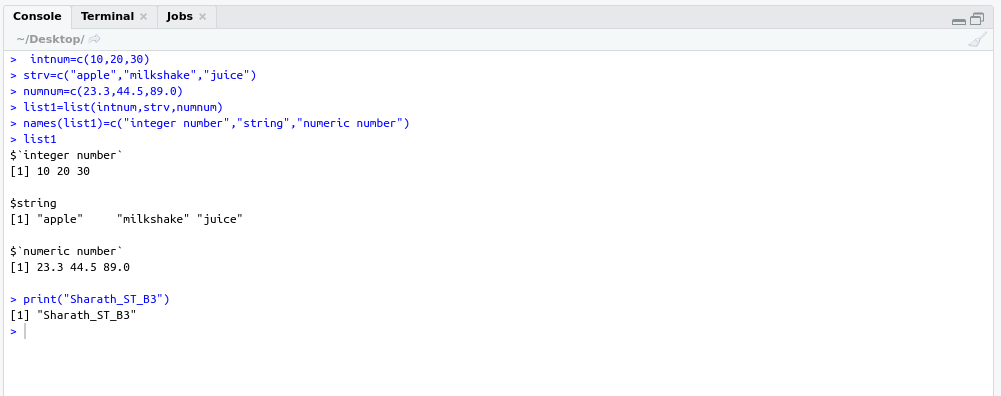 Console Terminal Jobs
~/Desktop/
>  intnum=c(10,20,30)
> strv=c("apple","milkshake","juice")
> numnum=c(23.3,44.5,89.0)
> list1=list(intnum,strv,numnum)
> names(list1)=c("integer number","string","numeric number")
> list1
$`integer number`
[1] 10 20 30
$string
[1] "apple"     "milkshake" "juice"
$`numeric number`
[1] 23.3 44.5 89.0
> print("Sharath_ST_B3")
[1] "Sharath_ST_B3"
>